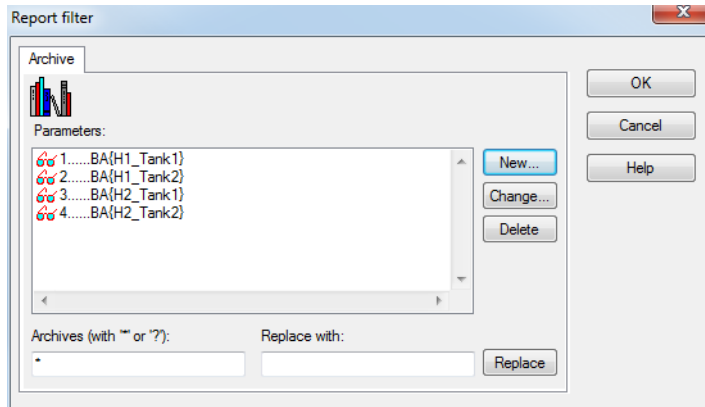 Report filter
Archive
Parameters:
1......BA{H1_Tank1}
2......BA{H1_Tank2}
3......BA{H2_Tank1}
4......BA{H2_Tank2}
New...
Change...
Delete
Archives (with '*' or '?'):
*
Replace with:
Replace
OK
Cancel
Help